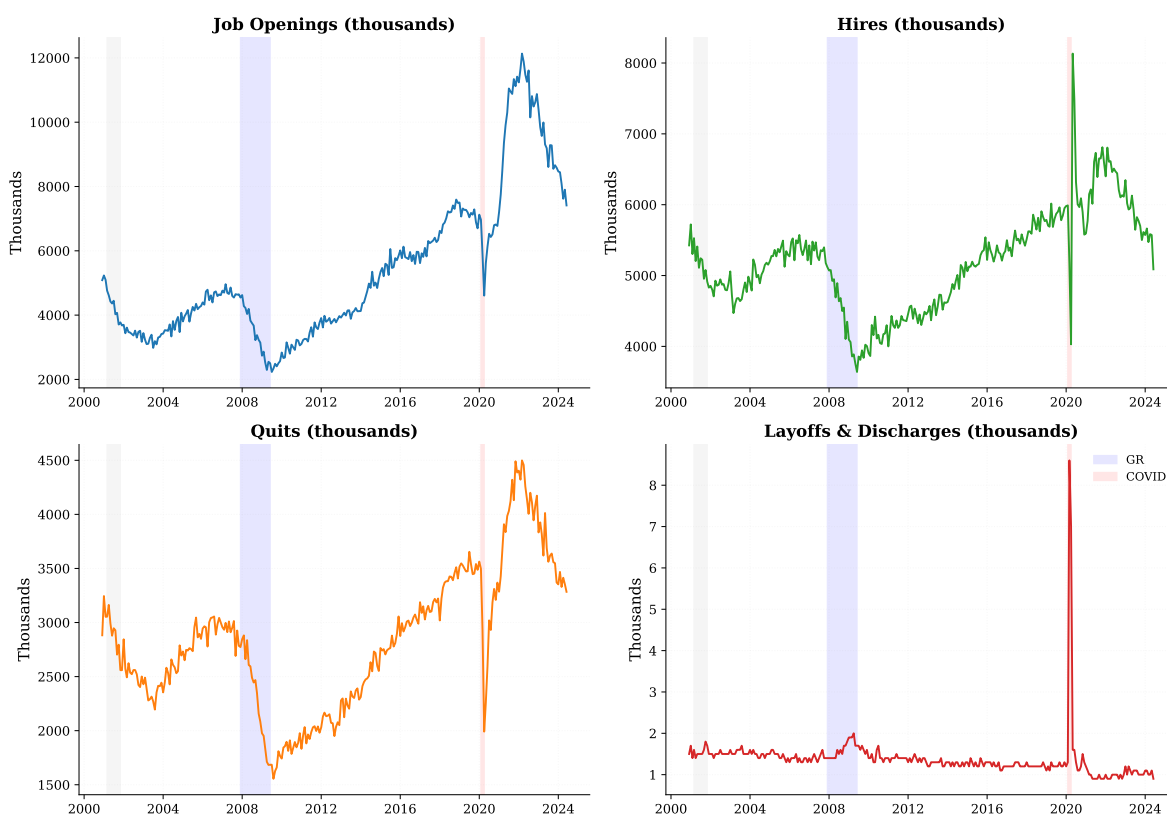 Job Openings (thousands)
Thousands
12000
10000
8000
6000
4000
2000
2000 2004 2008 2012 2016 2020 2024
Hires (thousands)
Thousands
8000
7000
6000
5000
4000
2000 2004 2008 2012 2016 2020 2024
Quits (thousands)
Thousands
4500
4000
3500
3000
2500
2000
1500
2000 2004 2008 2012 2016 2020 2024
Layoffs & Discharges (thousands)
Thousands
8
7
6
5
4
3
2
1
GR
COVID
2000 2004 2008 2012 2016 2020 2024